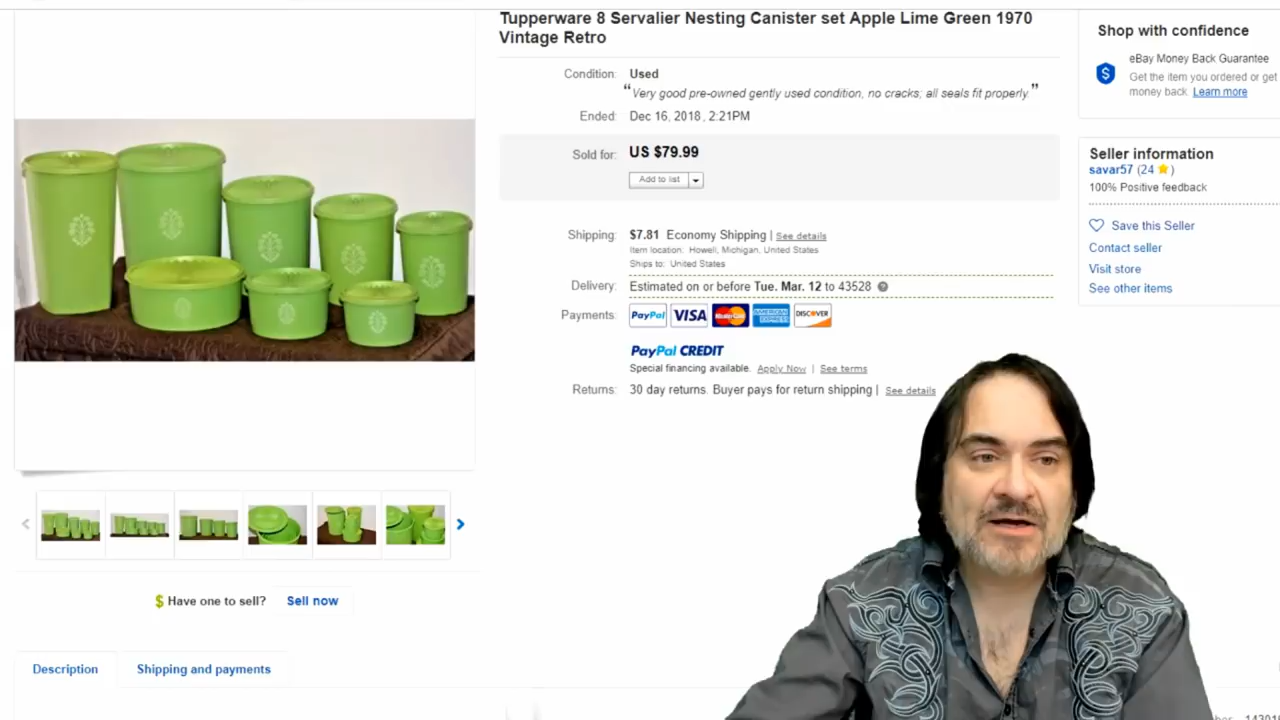 Tupperware 8 Servalier Nesting Canister set Apple Lime Green 1970
Vintage Retro
Condition: Used
“Very good pre-owned gently used condition, no cracks; all seals fit properly.”
Ended: Dec 16, 2018, 2:21PM
Sold for: US $79.99
Add to list
Shipping: $7.81 Economy Shipping | See details
Item location: Howell, Michigan, United States
Ships to: United States
Delivery: Estimated on or before Tue. Mar. 12 to 43528
Payments: PayPal VISA MasterCard AMERICAN EXPRESS DISCOVER
PayPal CREDIT
Special financing available. Apply Now | See terms
Returns: 30 day returns. Buyer pays for return shipping | See details
Shop with confidence
eBay Money Back Guarantee
Get the item you ordered or get
money back. Learn more
Seller information
savar57 (24 ★)
100% Positive feedback
Save this Seller
Contact seller
Visit store
See other items
$ Have one to sell? Sell now
Description
Shipping and payments